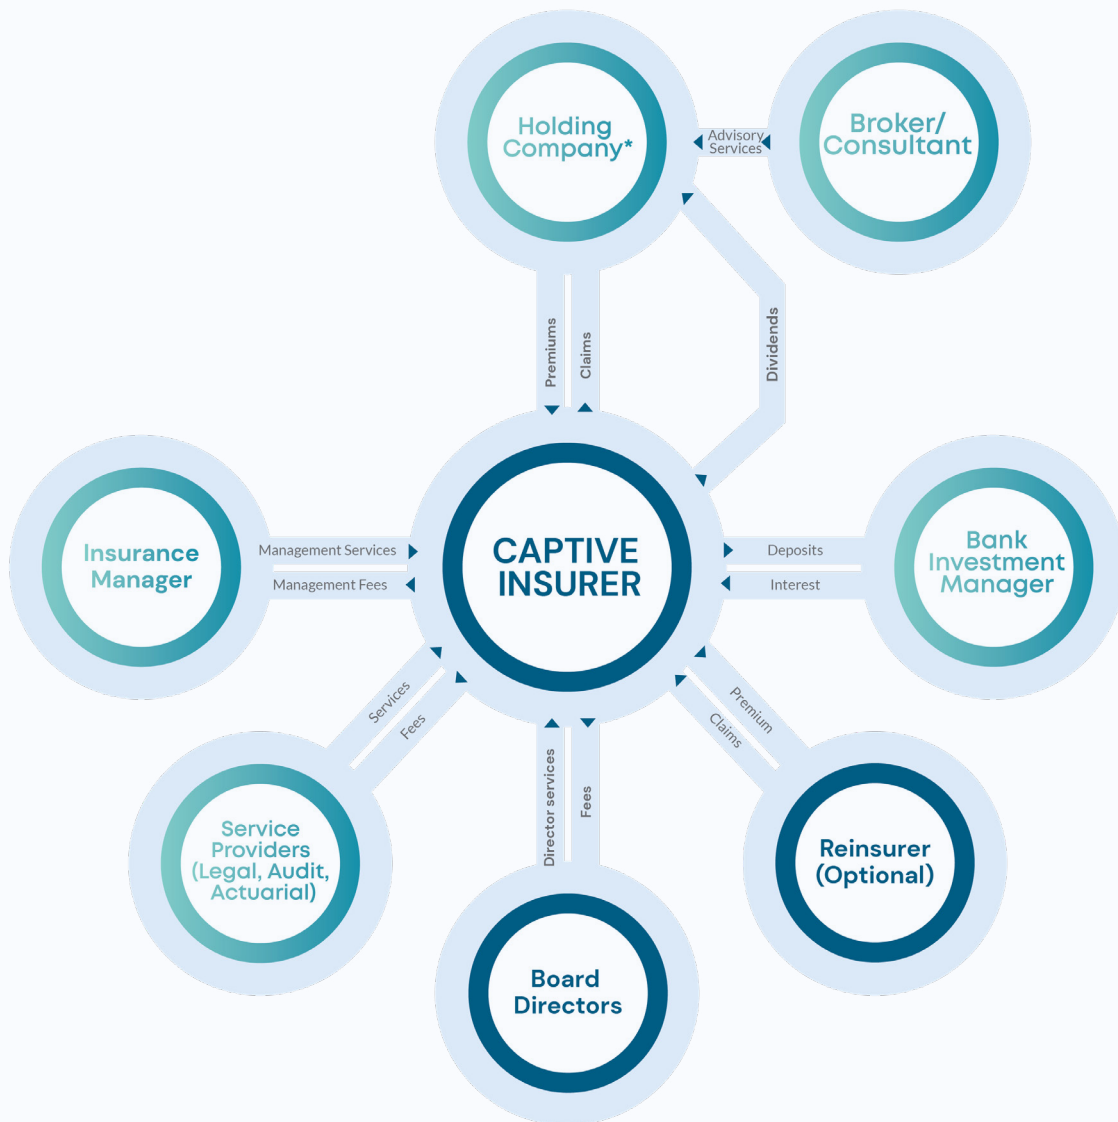 Holding
Company*
Broker/
Consultant
Advisory
Services
Premiums
Claims
Dividends
Insurance
Manager
Management Services
Management Fees
CAPTIVE
INSURER
Deposits
Interest
Bank
Investment
Manager
Services
Fees
Director services
Fees
Premium
Claims
Service
Providers
(Legal, Audit,
Actuarial)
Board
Directors
Reinsurer
(Optional)